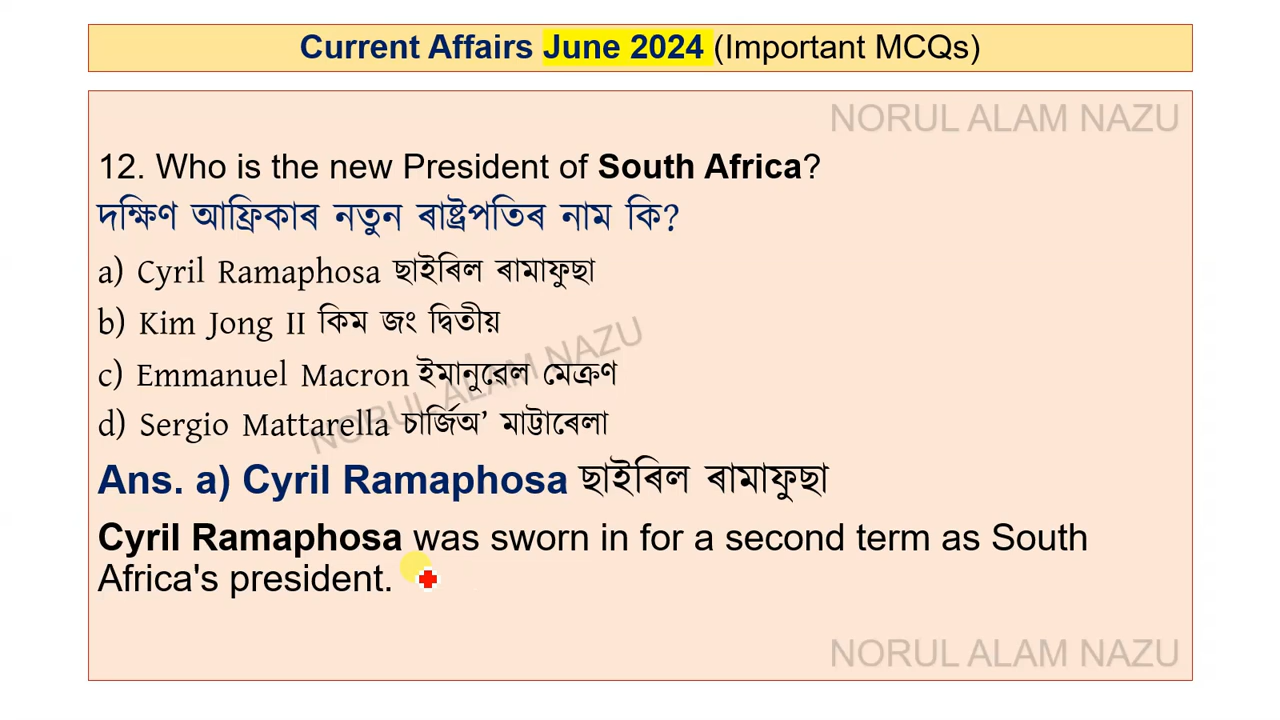 Current Affairs June 2024 (Important MCQs)
NORUL ALAM NAZU
12. Who is the new President of South Africa?
দক্ষিণ আফ্ৰিকাৰ নতুন ৰাষ্ট্ৰপতিৰ নাম কি?
a) Cyril Ramaphosa ছাইৰিল ৰামাফুছা
b) Kim Jong II কিম জং দ্বিতীয়
c) Emmanuel Macron ইমানুৱেল মেক্ৰণ
d) Sergio Mattarella চাৰ্জিঅ’ মাট্টাৰেলা
NORUL ALAM NAZU
Ans. a) Cyril Ramaphosa ছাইৰিল ৰামাফুছা
Cyril Ramaphosa was sworn in for a second term as South
Africa's president.
NORUL ALAM NAZU